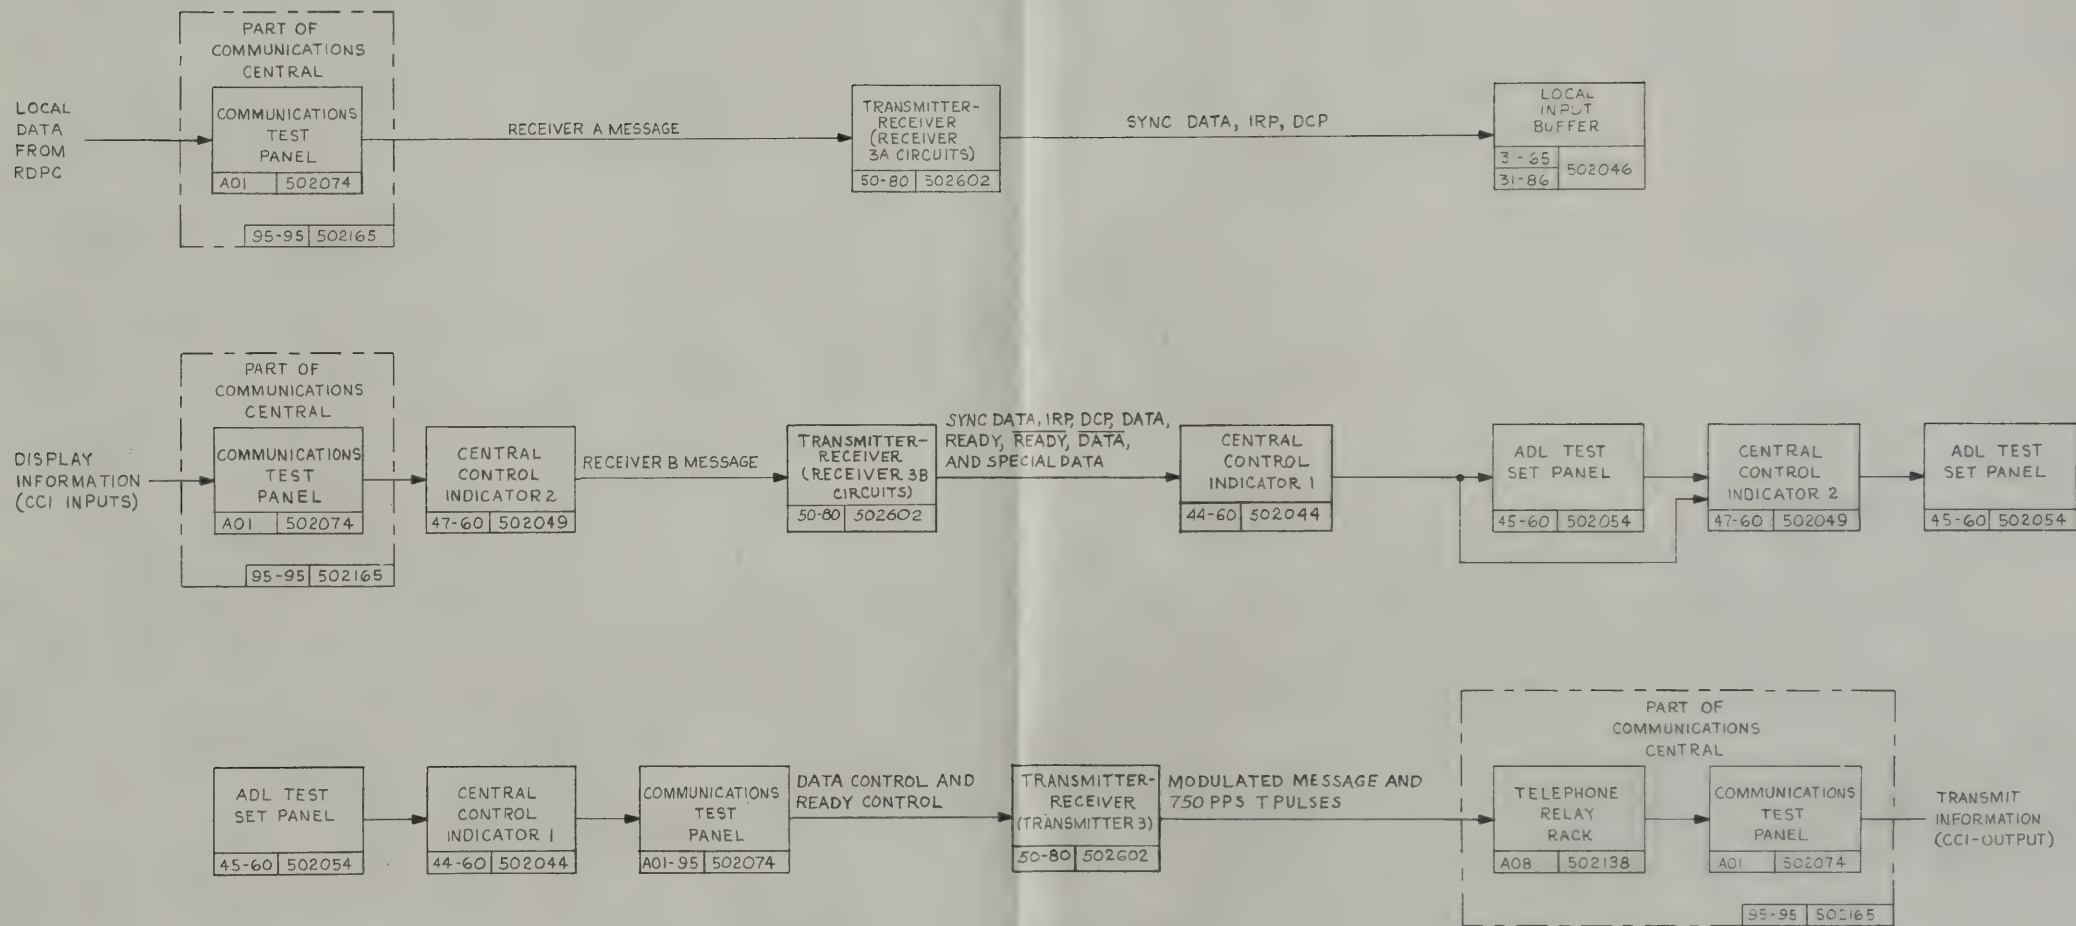 LOCAL
DATA
FROM
RDPC
PART OF
COMMUNICATIONS
CENTRAL
COMMUNICATIONS
TEST
PANEL
A01 502074
95-95 502165
RECEIVER A MESSAGE
TRANSMITTER-
RECEIVER
(RECEIVER
3A CIRCUITS)
50-80 502602
SYNC DATA, IRP, DCP
LOCAL
INPUT
BUFFER
3-65
31-86
502046
DISPLAY
INFORMATION
(CCI INPUTS)
PART OF
COMMUNICATIONS
CENTRAL
COMMUNICATIONS
TEST
PANEL
A01 502074
95-95 502165
CENTRAL
CONTROL
INDICATOR 2
47-60 502049
RECEIVER B MESSAGE
TRANSMITTER-
RECEIVER
(RECEIVER 3B
CIRCUITS)
50-80 502602
SYNC DATA, IRP, DCP, DATA,
READY, READY, DATA,
AND SPECIAL DATA
CENTRAL
CONTROL
INDICATOR 1
44-60 502044
ADL TEST
SET PANEL
45-60 502054
CENTRAL
CONTROL
INDICATOR 2
47-60 502049
ADL TEST
SET PANEL
45-60 502054
ADL TEST
SET PANEL
45-60 502054
CENTRAL
CONTROL
INDICATOR 1
44-60 502044
COMMUNICATIONS
TEST
PANEL
A01-95 502074
DATA CONTROL AND
READY CONTROL
TRANSMITTER-
RECEIVER
(TRANSMITTER 3)
50-80 502602
MODULATED MESSAGE AND
750 PPS T PULSES
PART OF
COMMUNICATIONS
CENTRAL
TELEPHONE
RELAY
RACK
A08 502138
COMMUNICATIONS
TEST
PANEL
A01 502074
95-95 502165
TRANSMIT
INFORMATION
(CCI-OUTPUT)